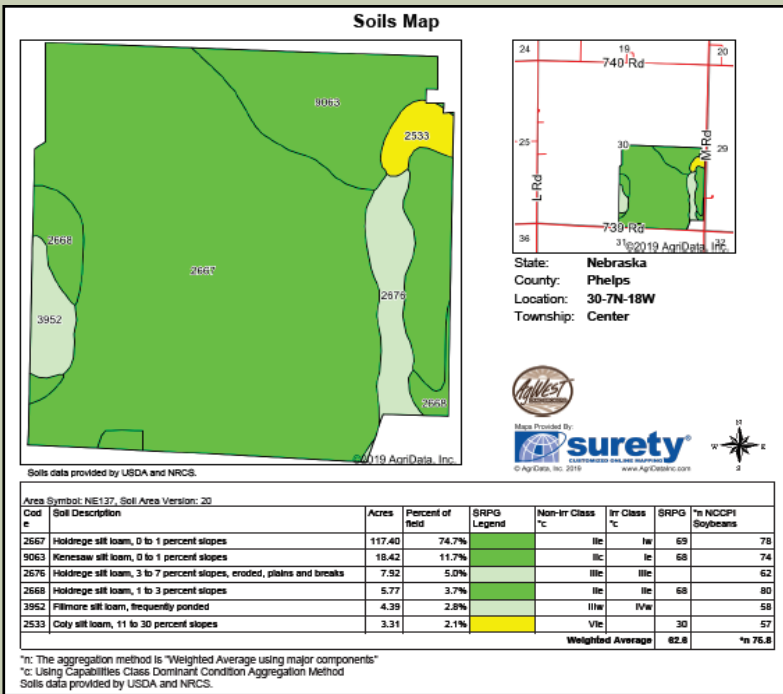 Soils Map
9063
2533
2668
2667
2676
3952
2668
©2019 AgriData, Inc.
Soils data provided by USDA and NRCS.
24
19
20
740 Rd
25
30
29
L Rd
M Rd
739 Rd
36
31
32
©2019 AgriData, Inc.
State: Nebraska
County: Phelps
Location: 30-7N-18W
Township: Center
AgWest
Maps Provided By:
surety®
CUSTOMIZED ONLINE MAPPING
© AgriData, Inc. 2019 www.AgriDataInc.com
N
W E
S
Area Symbol: NE137, Soil Area Version: 20
Code Soil Description Acres Percent of field SRPG Legend Non-Irr Class *c Irr Class *c SRPG *n NCCPI Soybeans
2667 Holdrege silt loam, 0 to 1 percent slopes 117.40 74.7% IIc Iw 69 78
9063 Kenesaw silt loam, 0 to 1 percent slopes 18.42 11.7% IIc Ie 68 74
2676 Holdrege silt loam, 3 to 7 percent slopes, eroded, plains and breaks 7.92 5.0% IIIe IIIe 62
2668 Holdrege silt loam, 1 to 3 percent slopes 5.77 3.7% IIe IIe 68 80
3952 Fillmore silt loam, frequently ponded 4.39 2.8% IIIw IVw 58
2533 Coly silt loam, 11 to 30 percent slopes 3.31 2.1% VIe 30 57
Weighted Average 62.6 *n 75.8
*n: The aggregation method is "Weighted Average using major components"
*c: Using Capabilities Class Dominant Condition Aggregation Method
Soils data provided by USDA and NRCS.